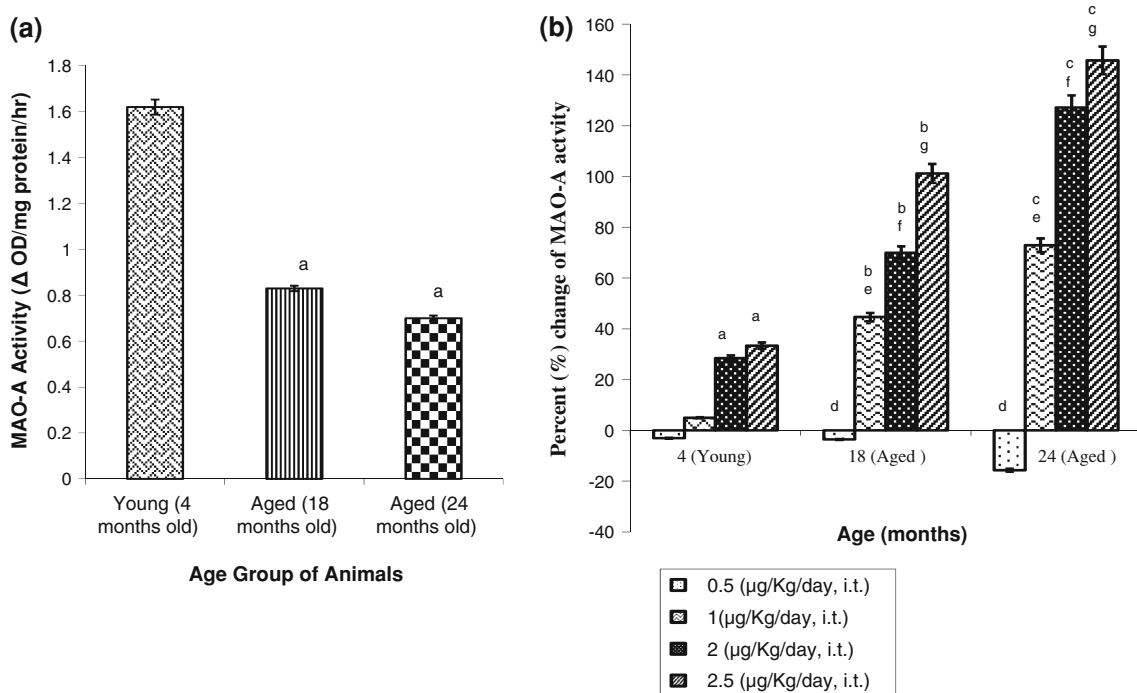 (a)
MAO-A Activity (Δ OD/mg protein/hr)
1.8
1.6
1.4
1.2
1
0.8
0.6
0.4
0.2
0
a
a
Young (4 months old)
Aged (18 months old)
Aged (24 months old)
Age Group of Animals
(b)
Percent (%) change of MAO-A actvity
160
140
120
100
80
60
40
20
0
-20
-40
a
a
d
b
e
b
f
b
g
d
c
e
c
f
c
g
4 (Young)
18 (Aged )
24 (Aged )
Age (months)
0.5 (µg/Kg/day, i.t.)
1(µg/Kg/day, i.t.)
2 (µg/Kg/day, i.t.)
2.5 (µg/Kg/day, i.t.)